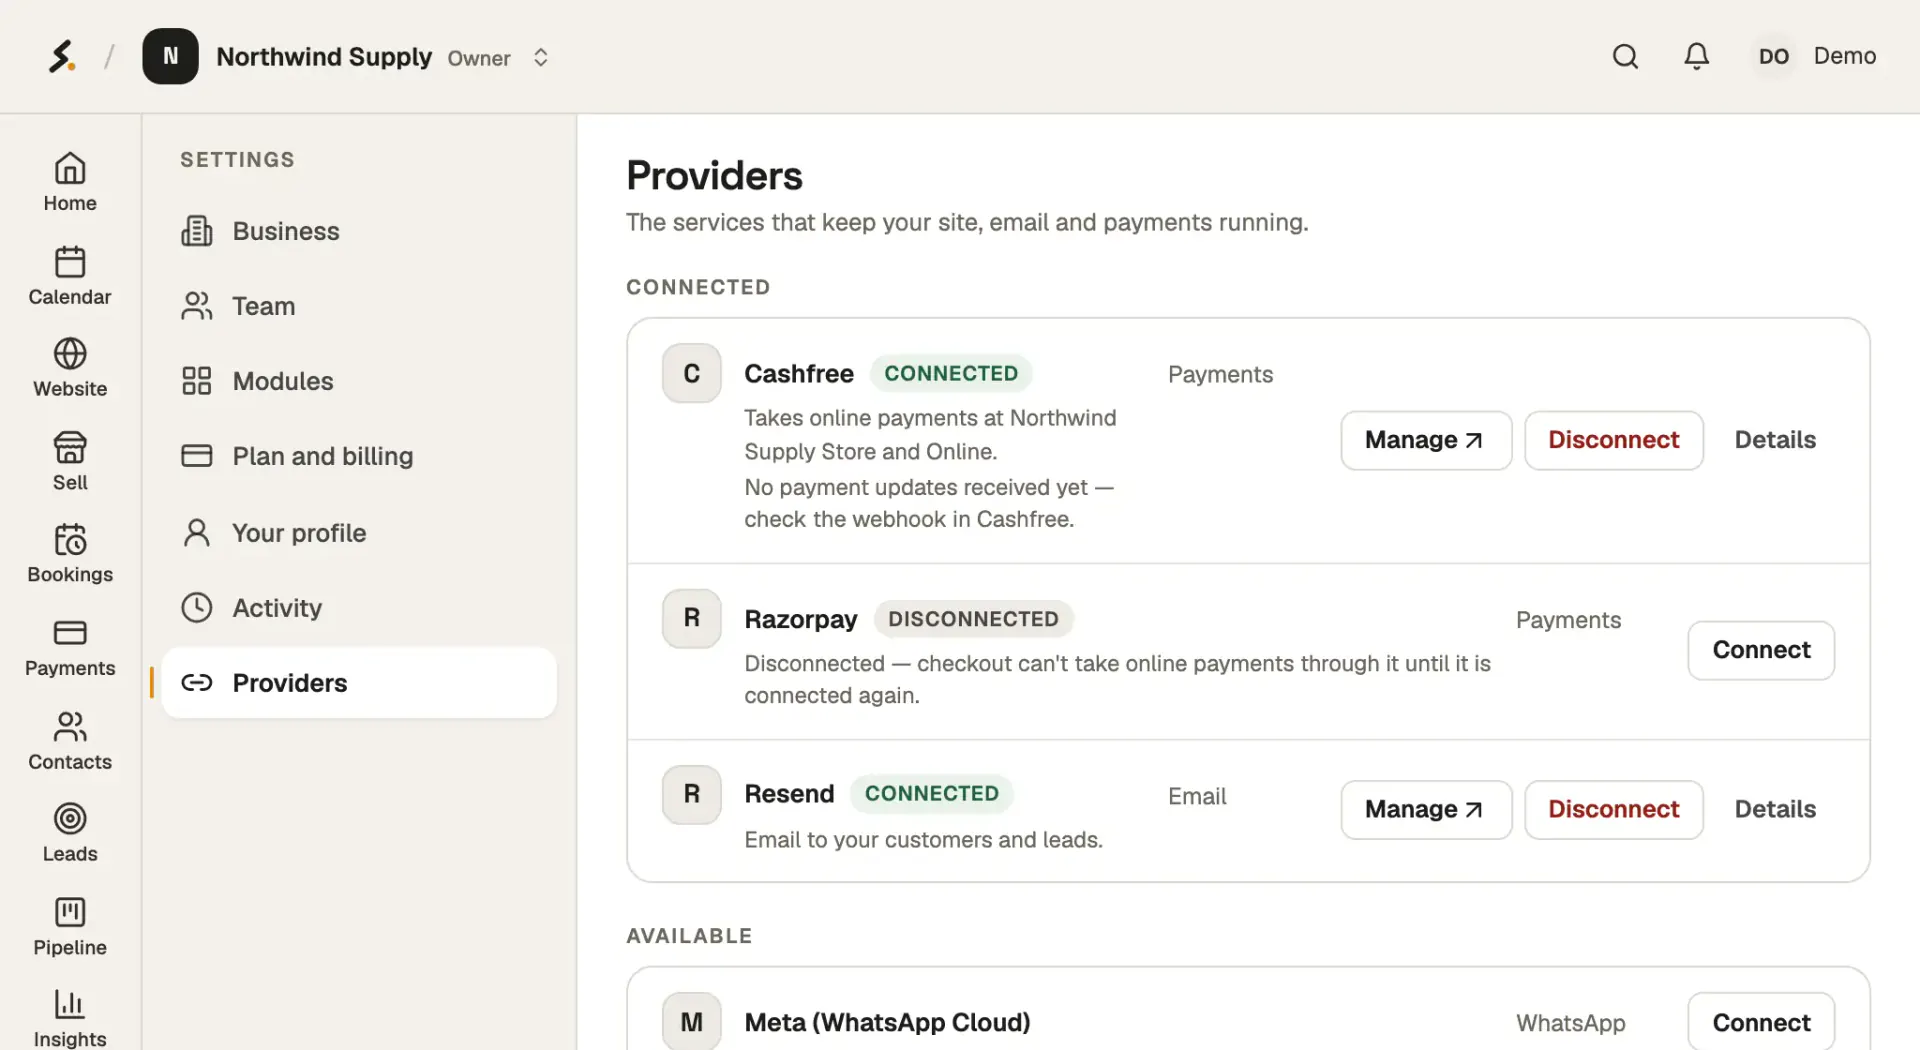 / N Northwind Supply Owner
DO Demo
Home
Calendar
Website
Sell
Bookings
Payments
Contacts
Leads
Pipeline
Insights
SETTINGS
Business
Team
Modules
Plan and billing
Your profile
Activity
Providers
Providers
The services that keep your site, email and payments running.
CONNECTED
C Cashfree CONNECTED Payments
Takes online payments at Northwind
Supply Store and Online.
No payment updates received yet —
check the webhook in Cashfree.
Manage Disconnect Details
R Razorpay DISCONNECTED Payments
Disconnected — checkout can't take online payments through it until it is
connected again.
Connect
R Resend CONNECTED Email
Email to your customers and leads.
Manage Disconnect Details
AVAILABLE
M Meta (WhatsApp Cloud) WhatsApp Connect